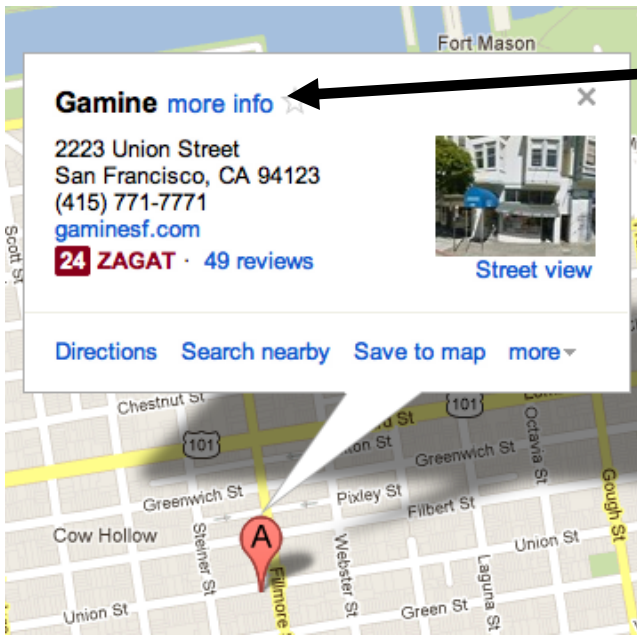 Fort Mason
Gamine more info
2223 Union Street
San Francisco, CA 94123
(415) 771-7771
gaminesf.com
24 ZAGAT · 49 reviews
Street view
Directions Search nearby Save to map more
Scott St
Chestnut St
101
101
Greenwich St
Octavia St
Gough St
Greenwich St
Pixley St
Filbert St
Cow Hollow
Steiner St
A
Webster St
Union St
Laguna St
Fillmore
Union St
Green St